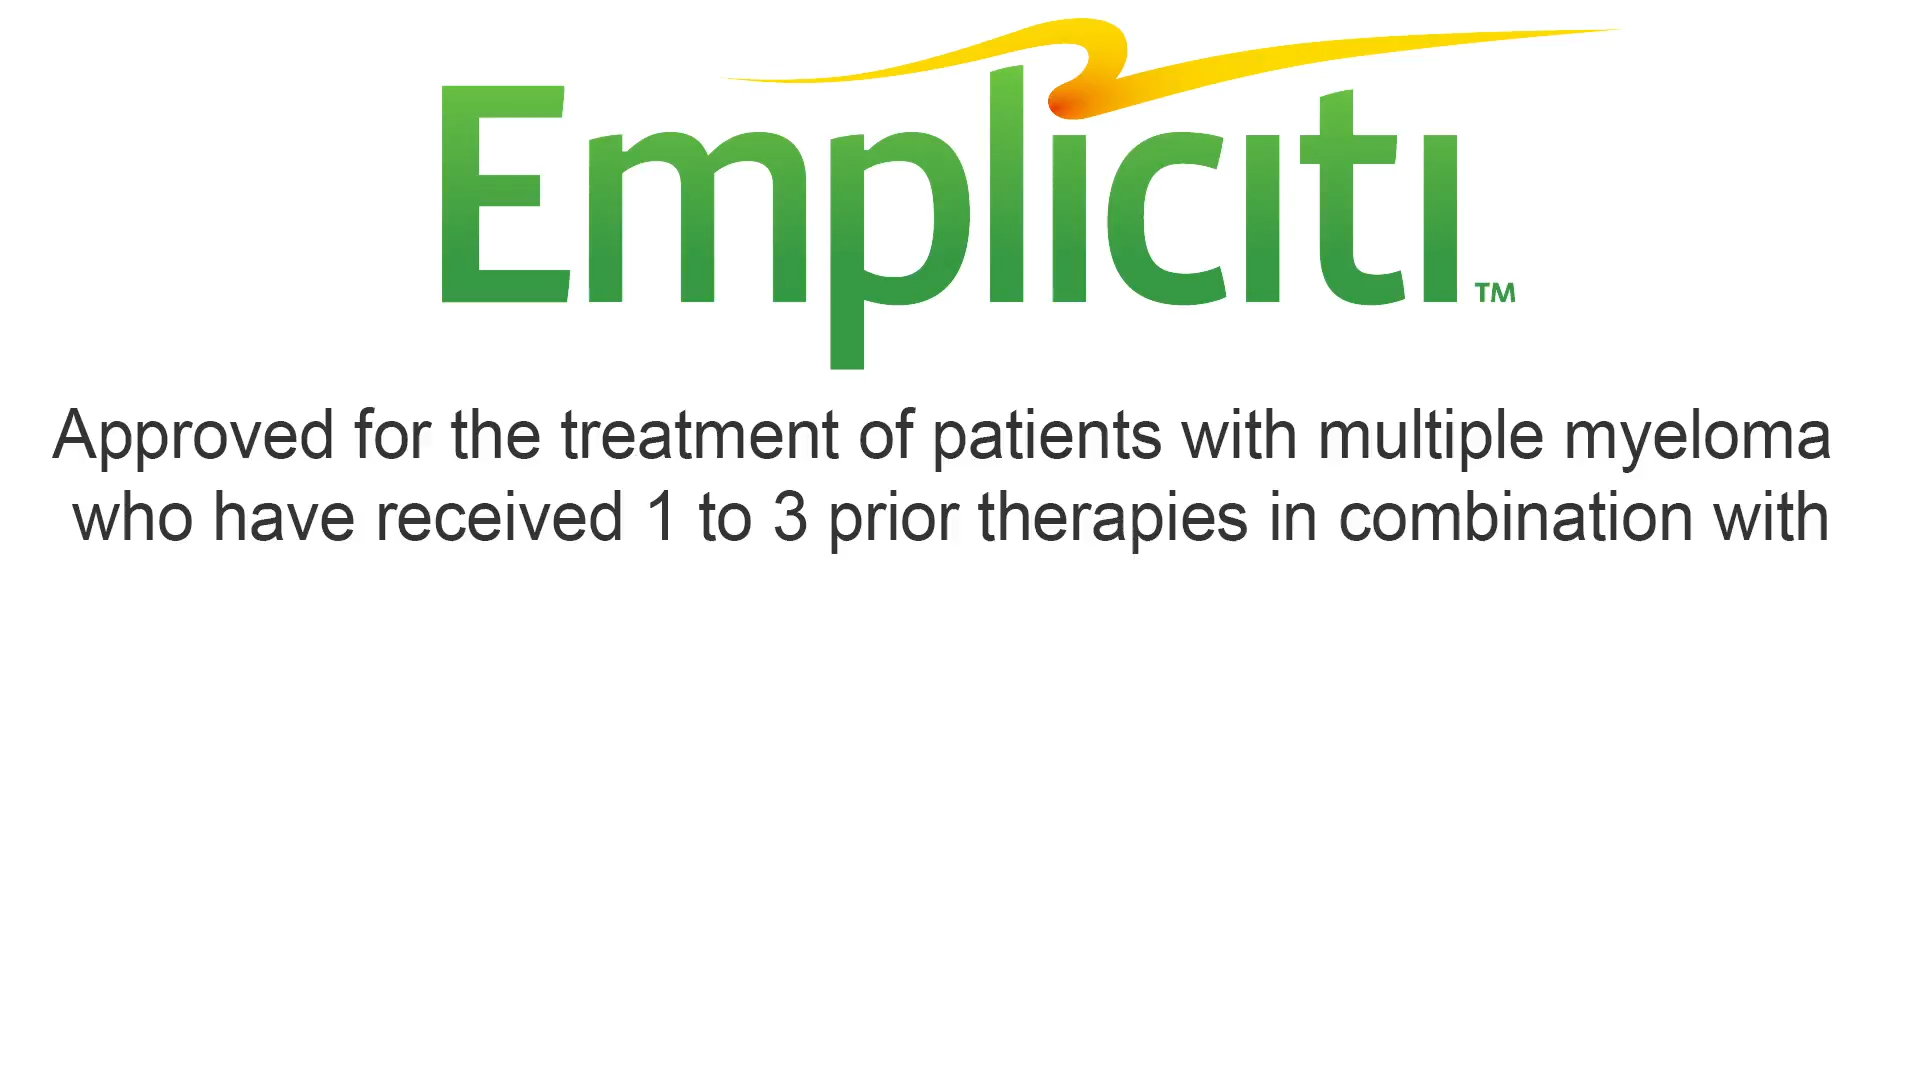 Empliciti™
Approved for the treatment of patients with multiple myeloma
who have received 1 to 3 prior therapies in combination with